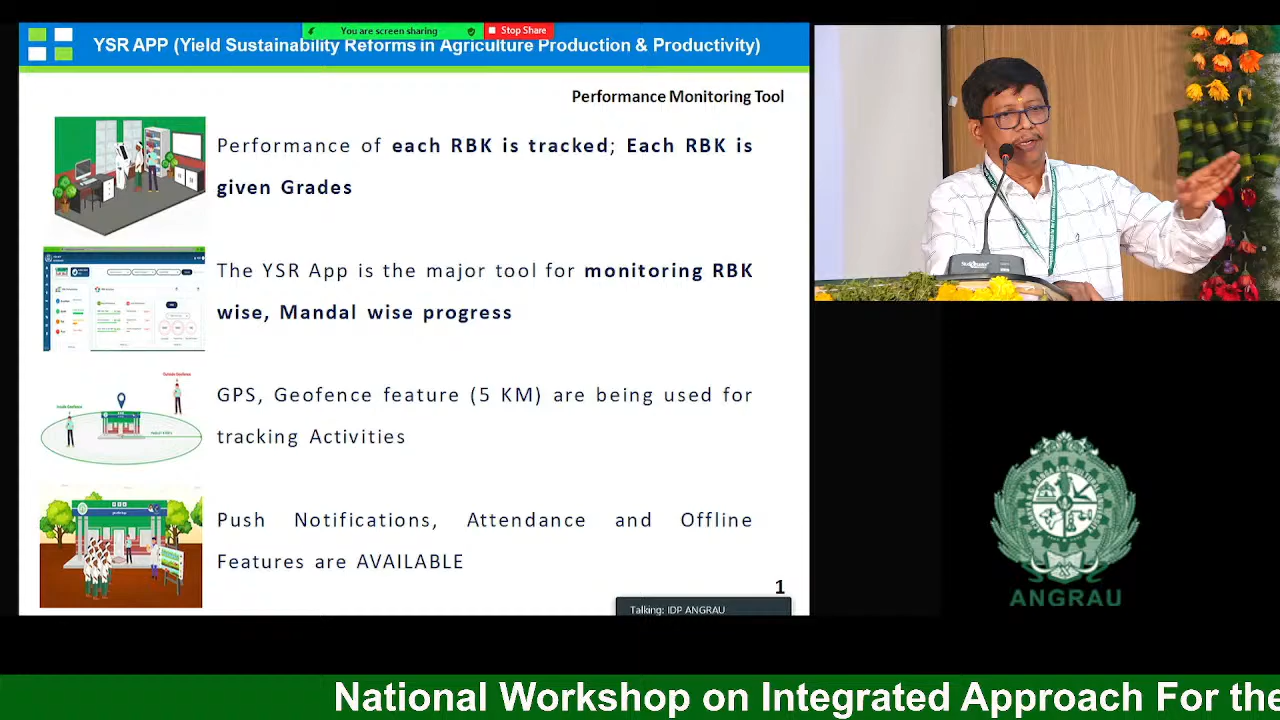 You are screen sharing
Stop Share
YSR APP (Yield Sustainability Reforms in Agriculture Production & Productivity)
Performance Monitoring Tool
Performance of each RBK is tracked; Each RBK is
given Grades
The YSR App is the major tool for monitoring RBK
wise, Mandal wise progress
GPS, Geofence feature (5 KM) are being used for
tracking Activities
Push Notifications, Attendance and Offline
Features are AVAILABLE
1
Talking: IDP ANGRAU
ANGRAU
National Workshop on Integrated Approach For the